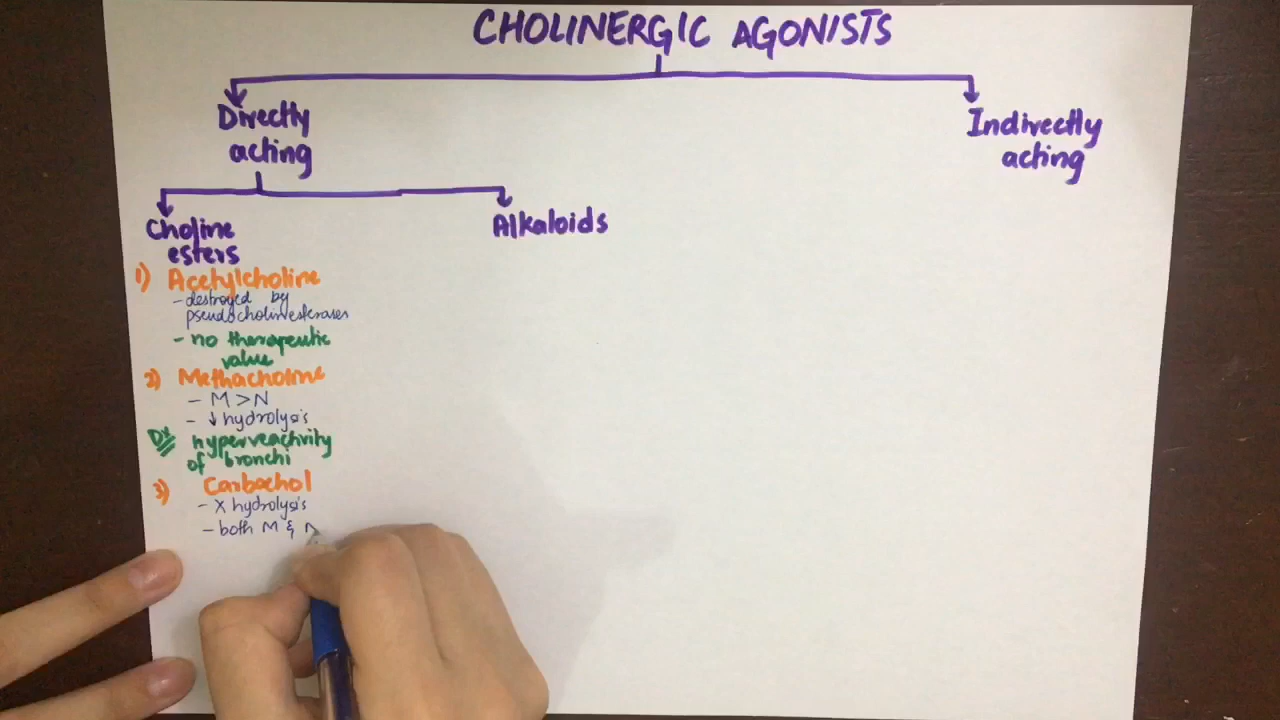 CHOLINERGIC AGONISTS
Directly
acting
Indirectly
acting
Choline
esters
Alkaloids
1) Acetylcholine
- destroyed by
pseudocholinesterases
- no therapeutic
value
2) Methacholine
- M > N
- ↓ hydrolysis
Dx hyperreactivity
of bronchi
3) Carbachol
- X hydrolysis
- both M & N